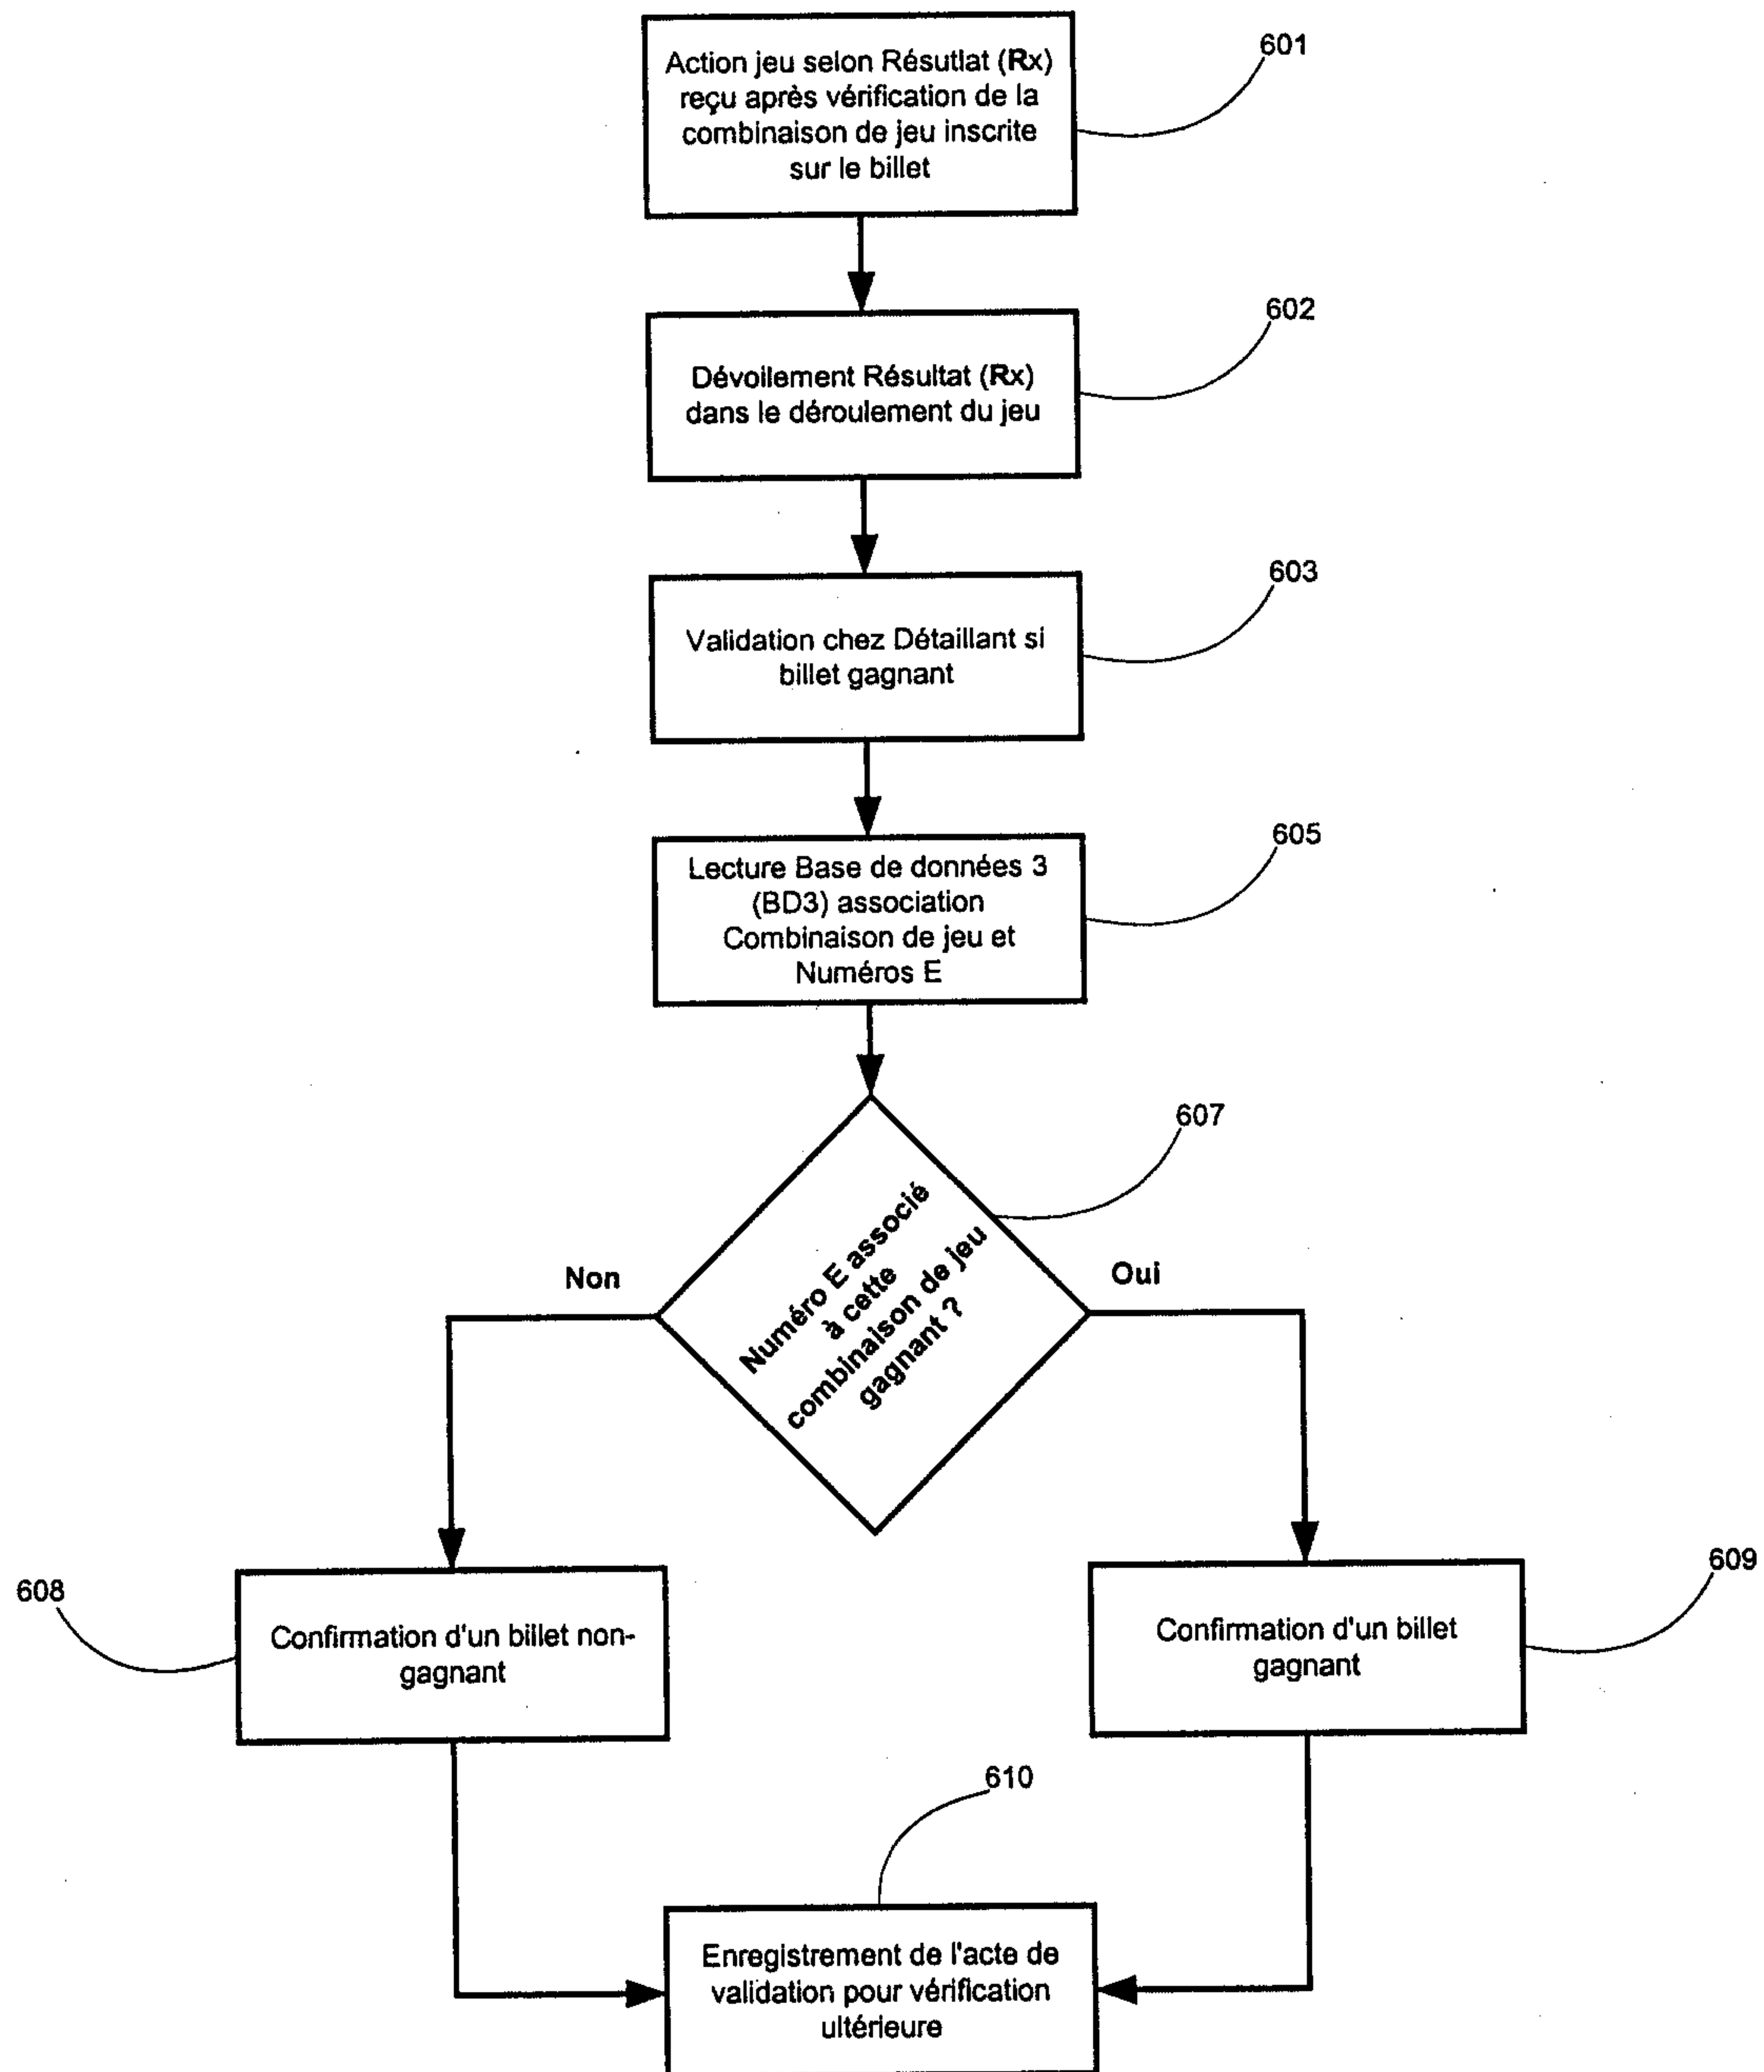 Action jeu selon Résutlat (Rx)
reçu après vérification de la
combinaison de jeu inscrite
sur le billet
601
Dévoilement Résultat (Rx)
dans le déroulement du jeu
602
Validation chez Détaillant si
billet gagnant
603
Lecture Base de données 3
(BD3) association
Combinaison de jeu et
Numéros E
605
607
Numéro E associé
à cette
combinaison de jeu
gagnant ?
Non
Oui
608
Confirmation d'un billet non-
gagnant
Confirmation d'un billet
gagnant
609
610
Enregistrement de l'acte de
validation pour vérification
ultérieure